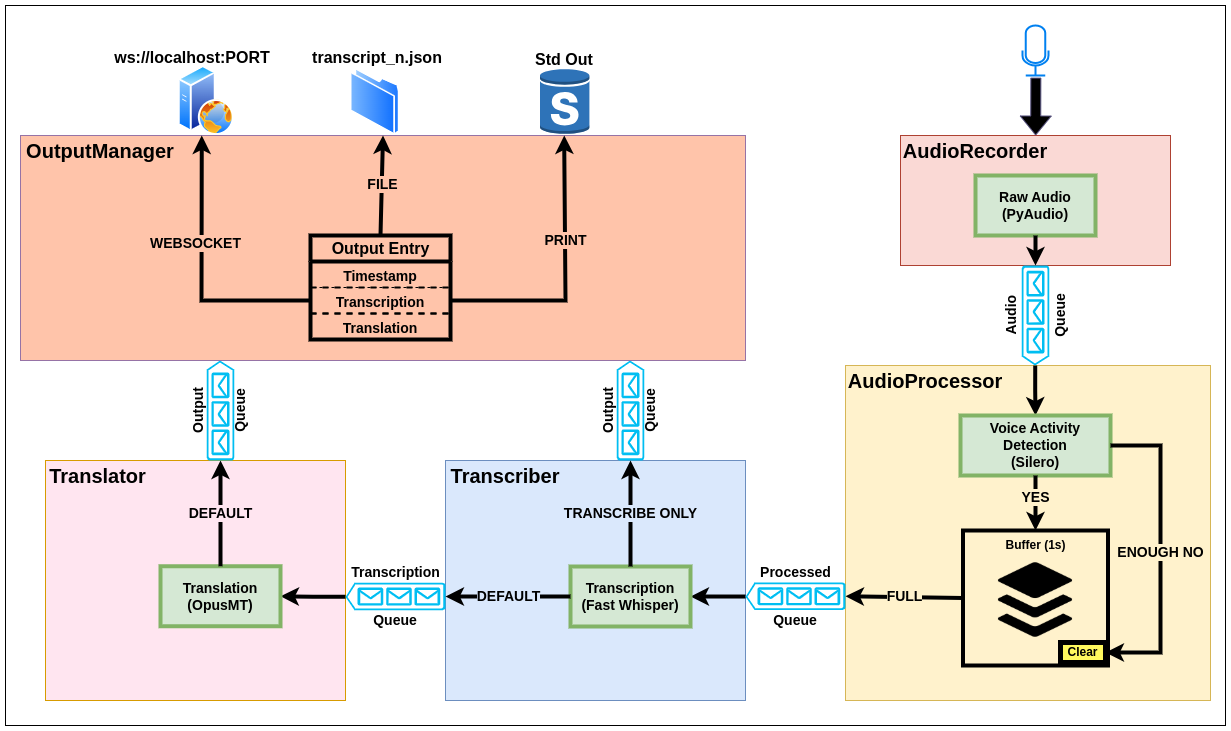 ws://localhost:PORT
transcript_n.json
Std Out
S
OutputManager
FILE
WEBSOCKET
PRINT
Output Entry
Timestamp
Transcription
Translation
AudioRecorder
Raw Audio
(PyAudio)
Audio
Queue
AudioProcessor
Voice Activity
Detection
(Silero)
YES
Buffer (1s)
ENOUGH NO
Clear
FULL
Processed
Queue
Output
Queue
Output
Queue
Transcriber
TRANSCRIBE ONLY
Transcription
(Fast Whisper)
DEFAULT
Transcription
Queue
Translator
DEFAULT
Translation
(OpusMT)